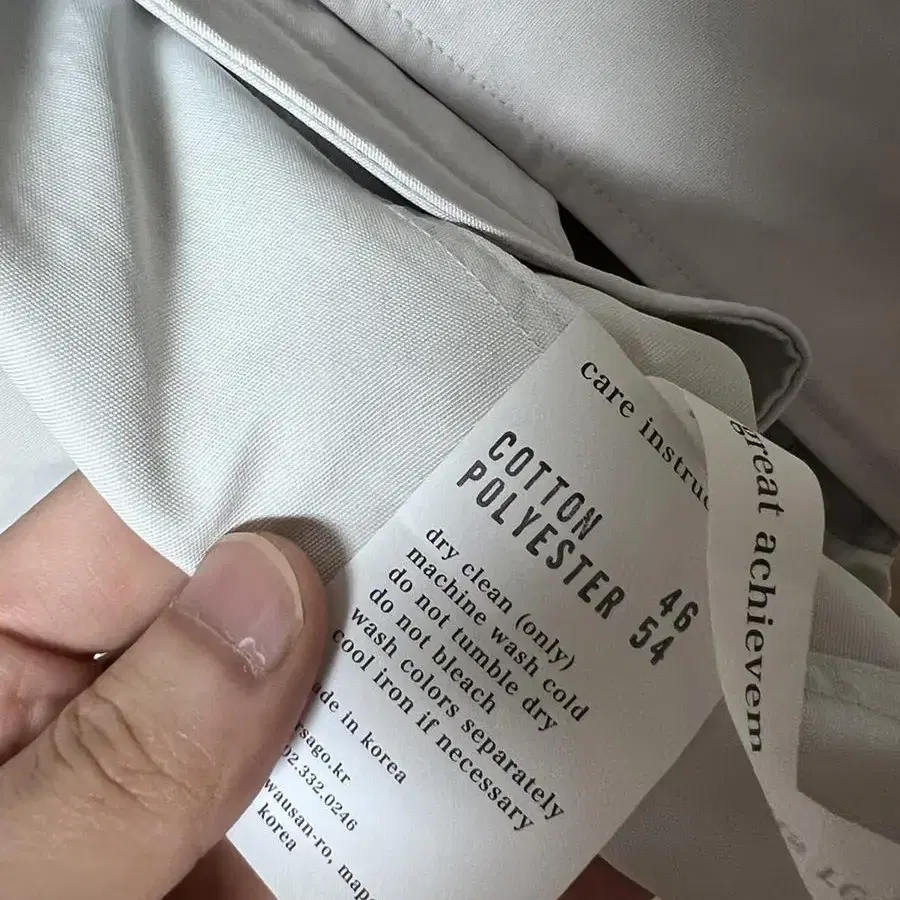 care instruc
COTTON 46
POLYESTER 54
dry clean (only)
machine wash cold
do not tumble dry
do not bleach
wash colors separately
cool iron if necessary
ade in korea
ersago.kr
02.332.0246
wausan-ro, mapo
korea
great achievem